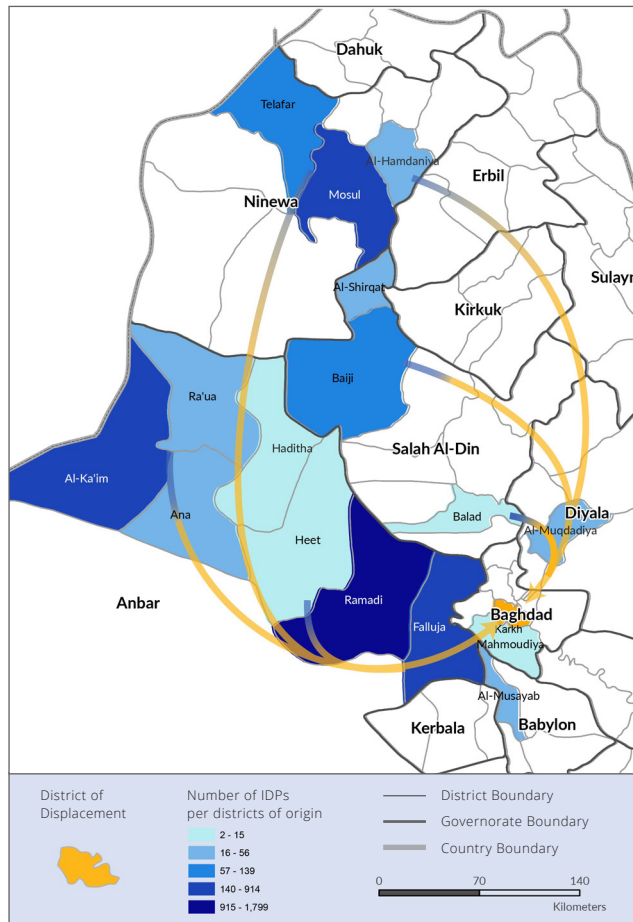 Dahuk
Telafar
Al-Hamdaniya
Erbil
Mosul
Ninewa
Sulayr
Al-Shirqat
Kirkuk
Baiji
Ra'ua
Haditha
Salah Al-Din
Al-Ka'im
Ana
Balad
Diyala
Al-Muqdadiya
Heet
Anbar
Ramadi
Falluja
Baghdad
Karkh
Mahmoudiya
Al-Musayab
Kerbala
Babylon
District of
Displacement
Number of IDPs
per districts of origin
2 - 15
16 - 56
57 - 139
140 - 914
915 - 1,799
District Boundary
Governorate Boundary
Country Boundary
0 70 140
Kilometers